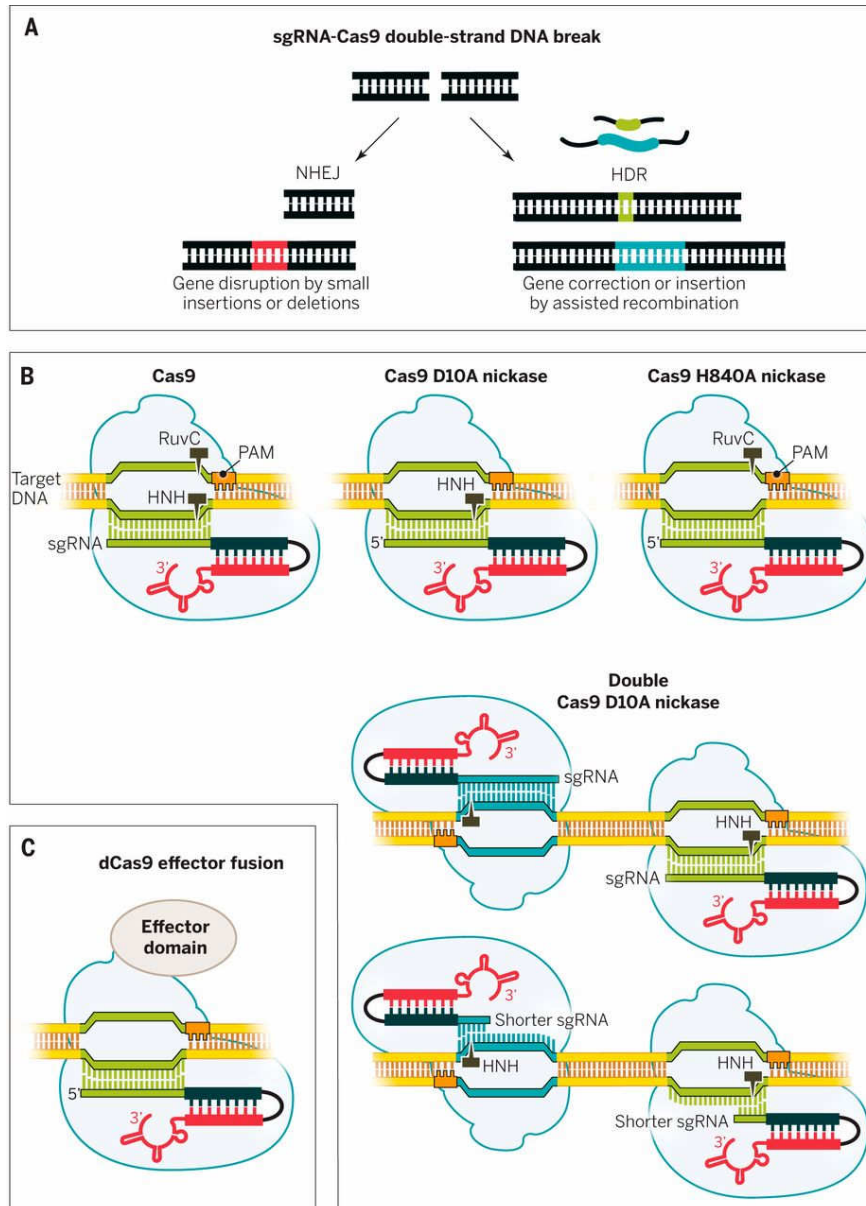 A
sgRNA-Cas9 double-strand DNA break
NHEJ
HDR
Gene disruption by small
insertions or deletions
Gene correction or insertion
by assisted recombination
B
Cas9
RuvC
PAM
Target
DNA
HNH
sgRNA
3'
Cas9 D10A nickase
HNH
5'
3'
Cas9 H840A nickase
RuvC
PAM
5'
3'
Double
Cas9 D10A nickase
3'
sgRNA
HNH
sgRNA
3'
3'
Shorter sgRNA
HNH
HNH
Shorter sgRNA
3'
C
dCas9 effector fusion
Effector
domain
5'
3'